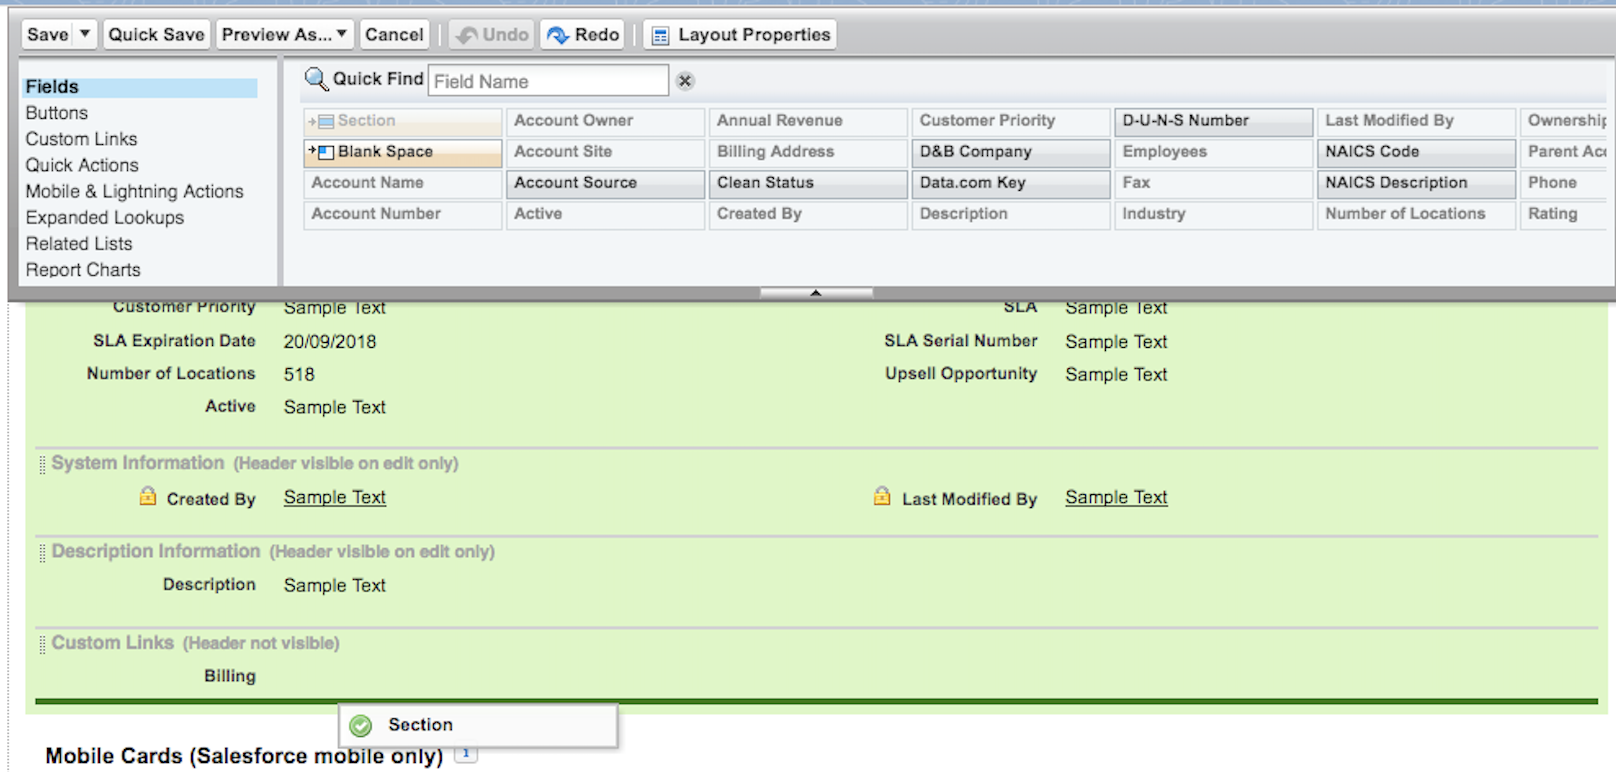 Save Quick Save Preview As... Cancel Undo Redo Layout Properties
Fields
Buttons
Custom Links
Quick Actions
Mobile & Lightning Actions
Expanded Lookups
Related Lists
Report Charts
Quick Find Field Name
Section Account Owner Annual Revenue Customer Priority D-U-N-S Number Last Modified By Ownership
Blank Space Account Site Billing Address D&B Company Employees NAICS Code Parent Acc
Account Name Account Source Clean Status Data.com Key Fax NAICS Description Phone
Account Number Active Created By Description Industry Number of Locations Rating
Customer Priority Sample Text SLA Sample Text
SLA Expiration Date 20/09/2018 SLA Serial Number Sample Text
Number of Locations 518 Upsell Opportunity Sample Text
Active Sample Text
System Information (Header visible on edit only)
Created By Sample Text Last Modified By Sample Text
Description Information (Header visible on edit only)
Description Sample Text
Custom Links (Header not visible)
Billing
Section
Mobile Cards (Salesforce mobile only) i